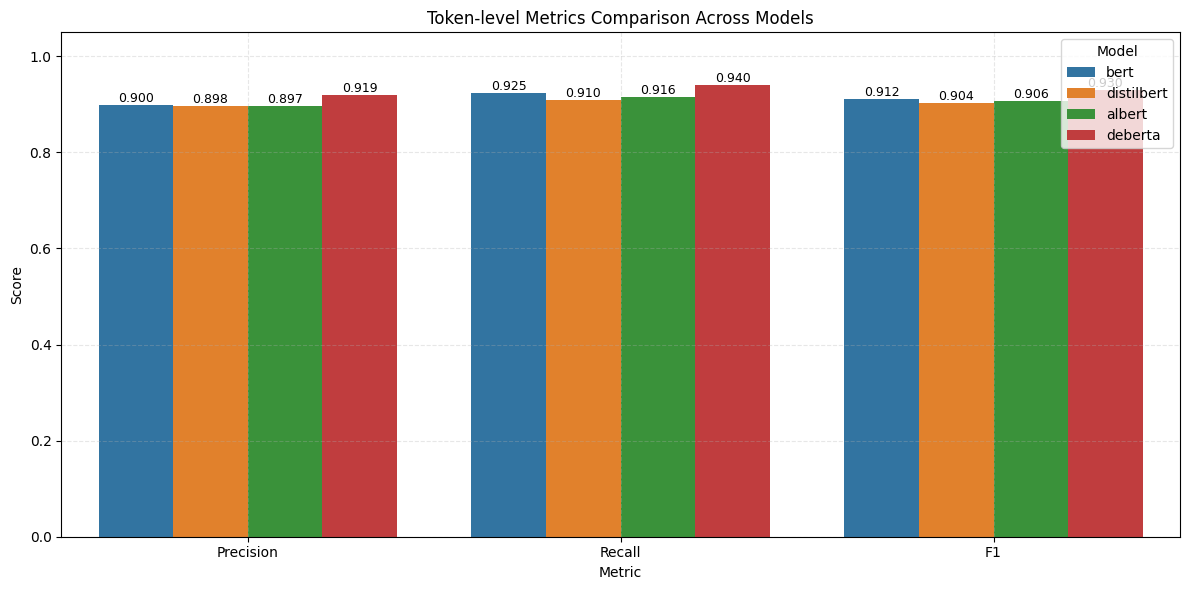 Token-level Metrics Comparison Across Models
Score
1.0
0.8
0.6
0.4
0.2
0.0
0.900
0.898
0.897
0.919
0.925
0.910
0.916
0.940
0.912
0.904
0.906
0.930
Model
bert
distilbert
albert
deberta
Precision
Recall
F1
Metric